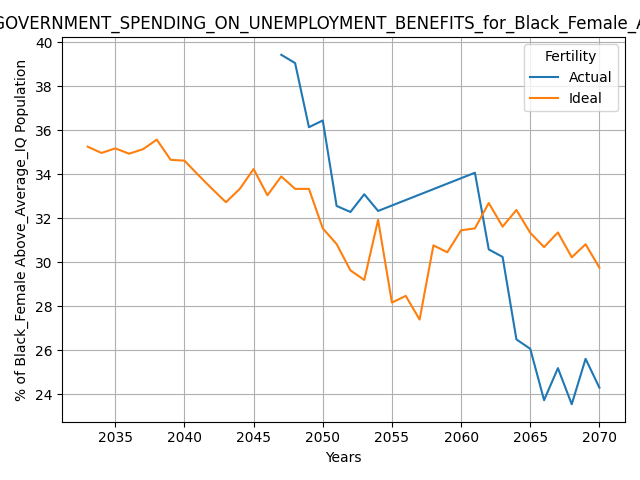 GOVERNMENT_SPENDING_ON_UNEMPLOYMENT_BENEFITS_for_Black_Female_A
Fertility
Actual
Ideal
% of Black_Female Above_Average_IQ Population
40
38
36
34
32
30
28
26
24
2035 2040 2045 2050 2055 2060 2065 2070
Years